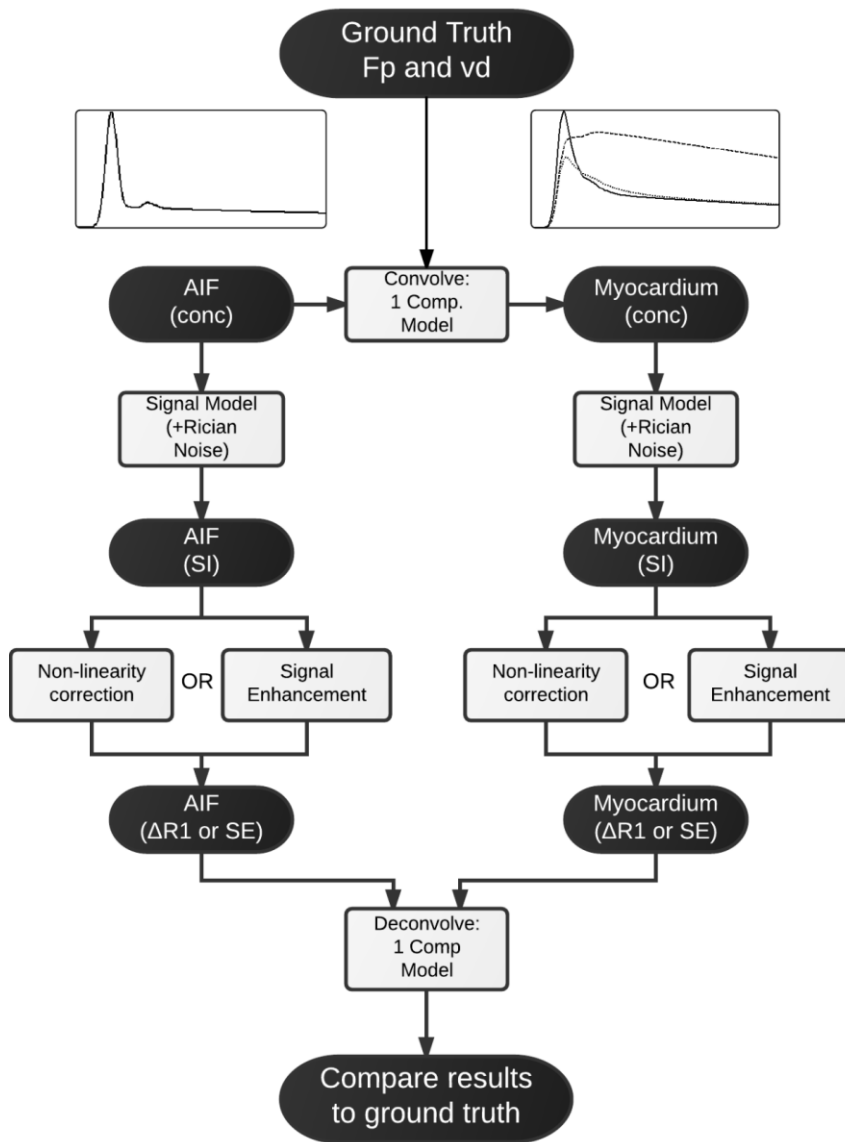 Ground Truth
Fp and vd
AIF
(conc)
Convolve:
1 Comp.
Model
Myocardium
(conc)
Signal Model
(+Rician
Noise)
Signal Model
(+Rician
Noise)
AIF
(SI)
Myocardium
(SI)
Non-linearity
correction
OR
Signal
Enhancement
Non-linearity
correction
OR
Signal
Enhancement
AIF
(ΔR1 or SE)
Myocardium
(ΔR1 or SE)
Deconvolve:
1 Comp
Model
Compare results
to ground truth